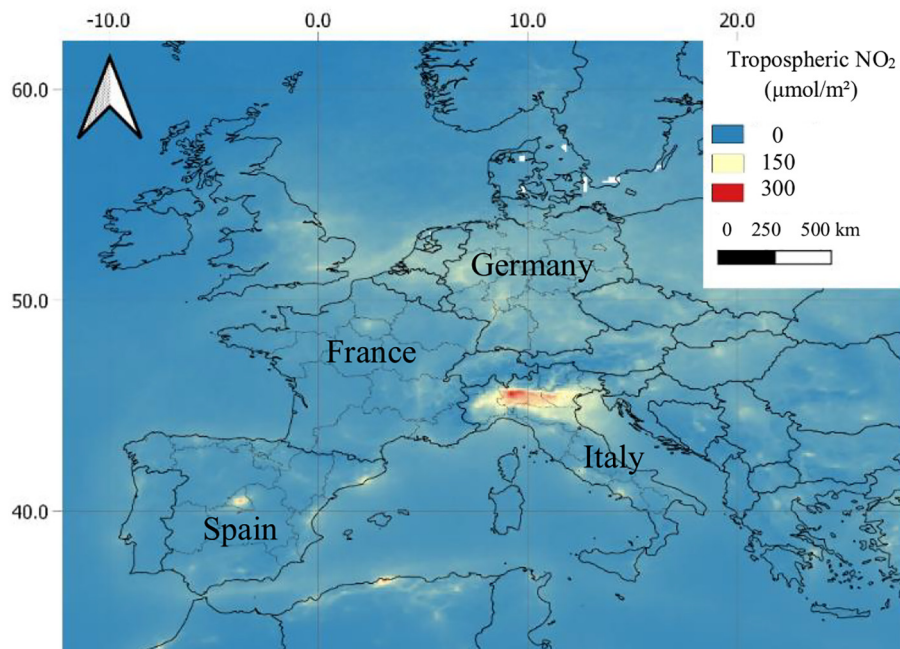 -10.0 0.0 10.0 20.0
Tropospheric NO₂
(μmol/m²)
60.0
0
150
300
0 250 500 km
Germany
50.0
France
Italy
40.0
Spain